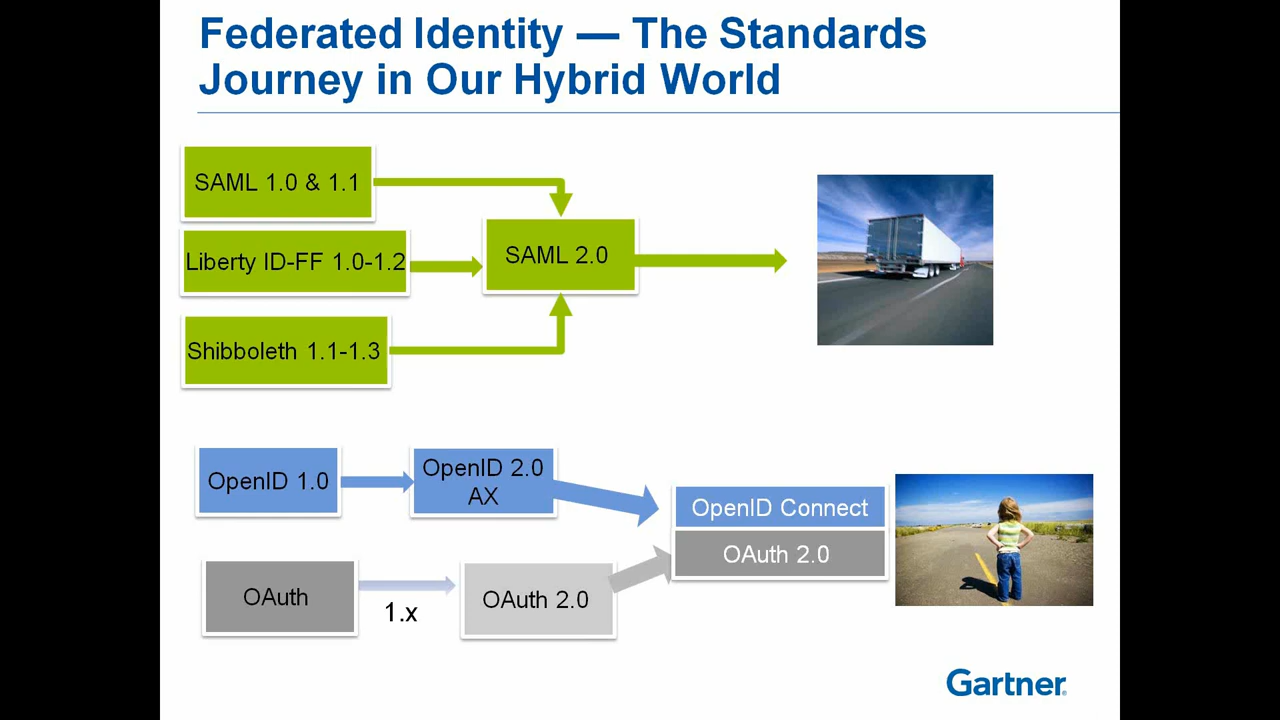 Federated Identity — The Standards
Journey in Our Hybrid World
SAML 1.0 & 1.1
Liberty ID-FF 1.0-1.2
SAML 2.0
Shibboleth 1.1-1.3
OpenID 1.0
OpenID 2.0
AX
OpenID Connect
OAuth 2.0
OAuth
1.x
OAuth 2.0
Gartner